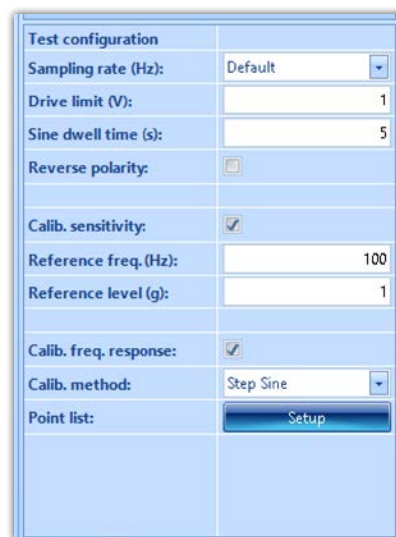 Test configuration
Sampling rate (Hz): Default
Drive limit (V): 1
Sine dwell time (s): 5
Reverse polarity:
Calib. sensitivity:
Reference freq.(Hz): 100
Reference level (g): 1
Calib. freq. response:
Calib. method: Step Sine
Point list: Setup